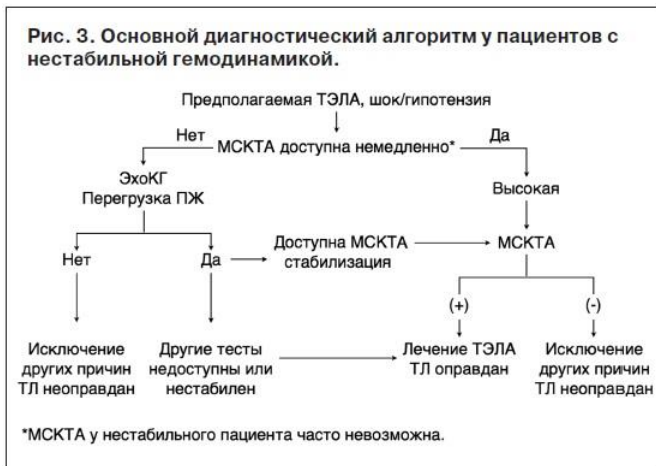 Рис. 3. Основной диагностический алгоритм у пациентов с
нестабильной гемодинамикой.
Предполагаемая ТЭЛА, шок/гипотензия
Нет
МСКТА доступна немедленно*
Да
ЭхоКГ
Перегрузка ПЖ
Высокая
Нет
Да
Доступна МСКТА
стабилизация
МСКТА
(+)
(-)
Исключение
других причин
ТЛ неоправдан
Другие тесты
недоступны или
нестабилен
Лечение ТЭЛА
ТЛ оправдан
Исключение
других причин
ТЛ неоправдан
*МСКТА у нестабильного пациента часто невозможна.